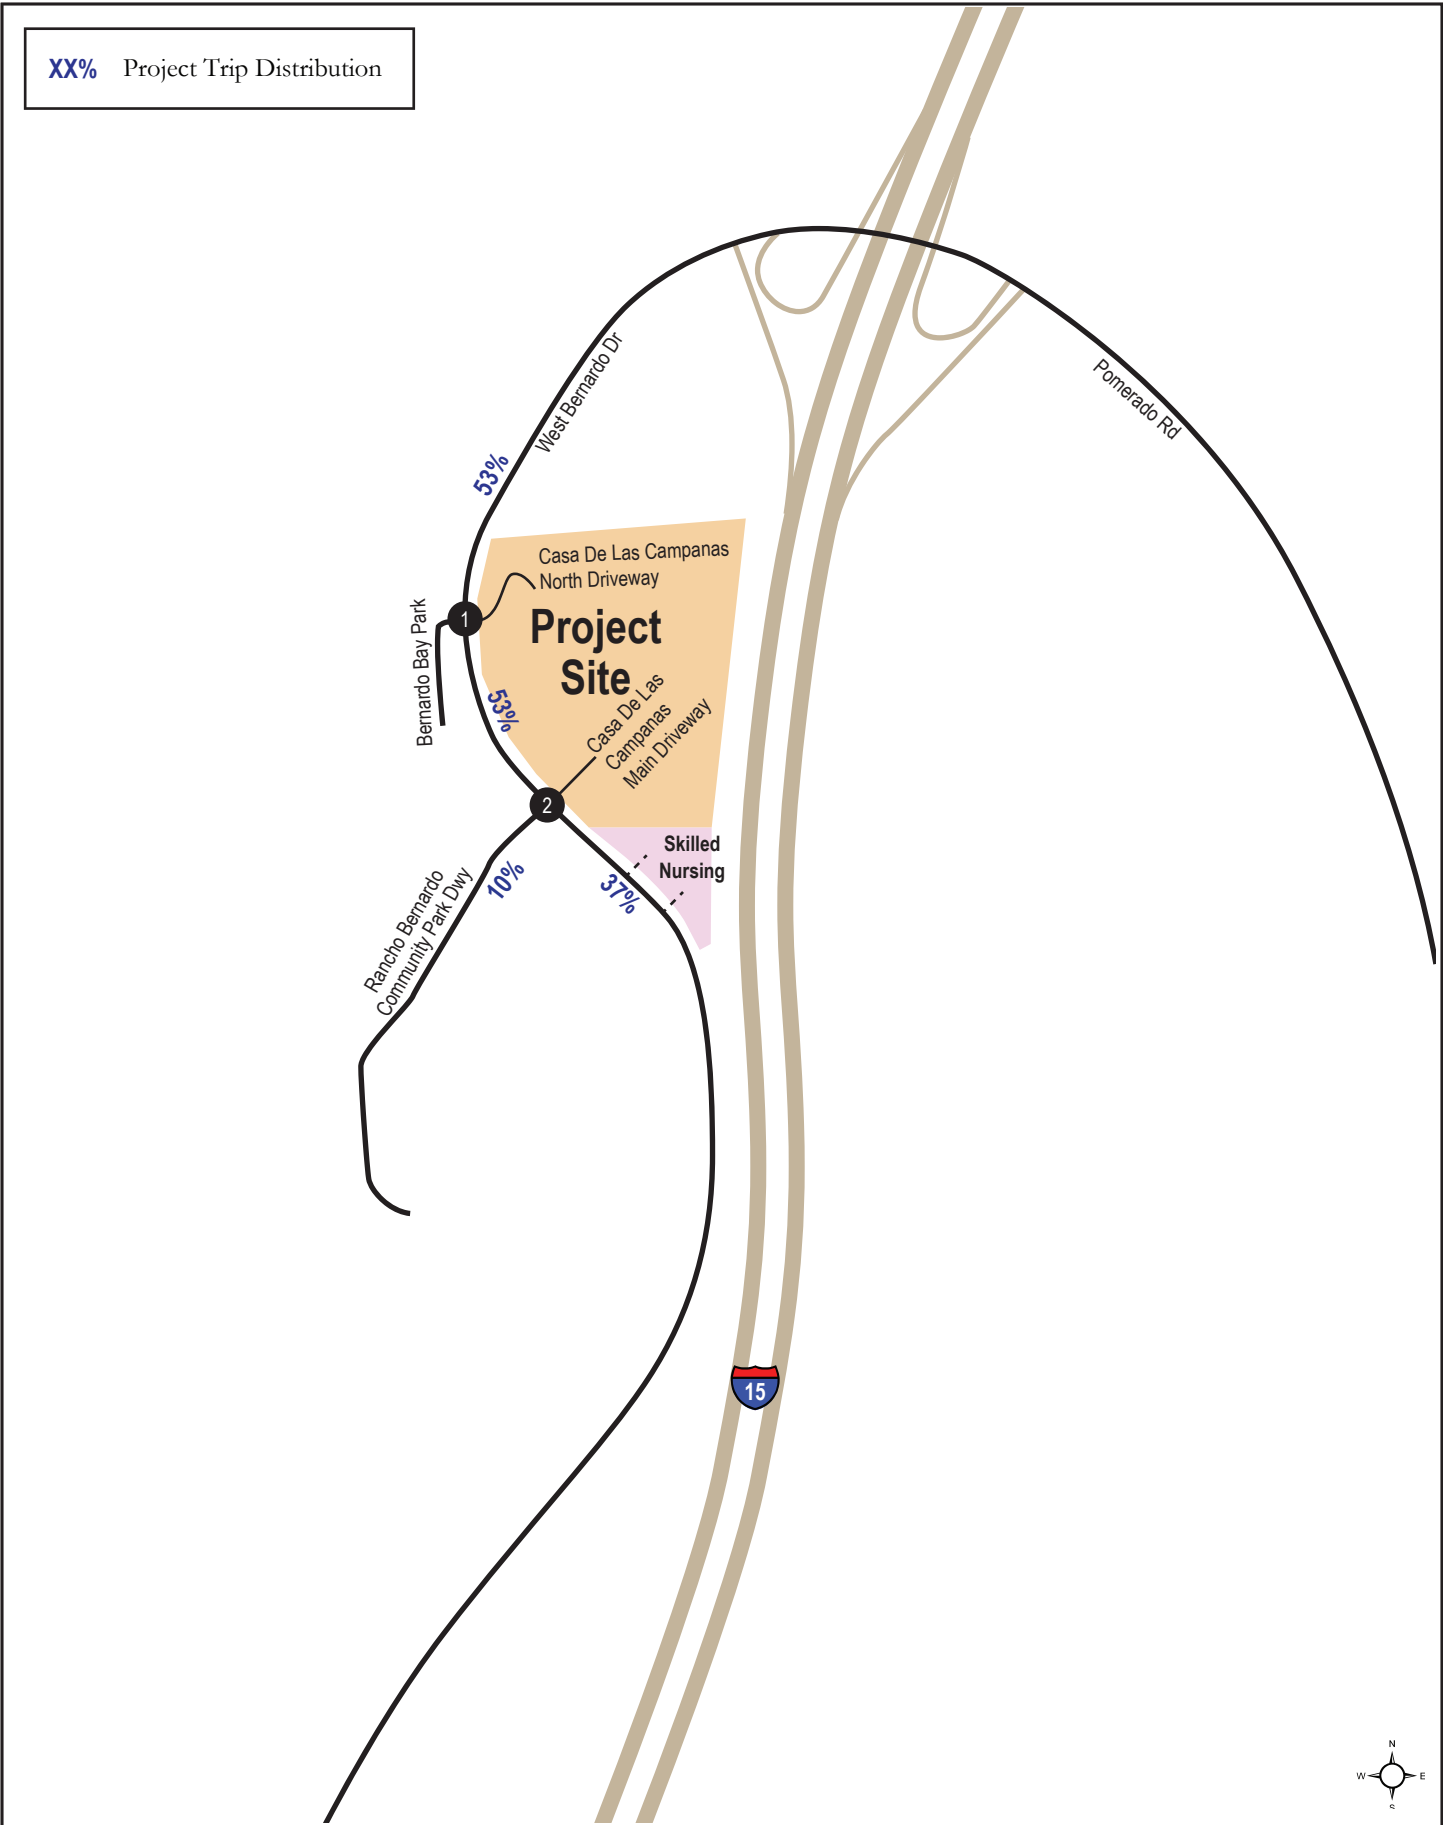 XX% Project Trip Distribution
West Bernardo Dr
Pomerado Rd
53%
Casa De Las Campanas
North Driveway
1
Bernardo Bay Park
Project
Site
53%
Casa De Las
Campanas
Main Driveway
2
Skilled
Nursing
10%
37%
Rancho Bernardo
Community Park Dwy
15
N
W E
S